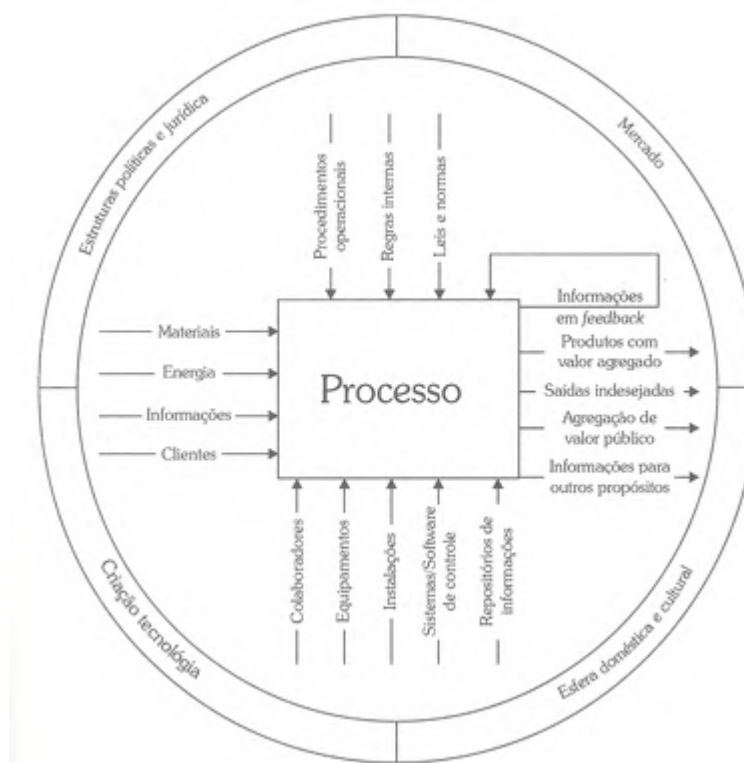 Estruturas políticas e jurídica
Mercado
Procedimentos
operacionais
Regras internas
Leis e normas
Informações
em feedback
Materiais
Energia
Informações
Clientes
Processo
Produtos com
valor agregado
Saídas indesejadas
Agregação de
valor público
Informações para
outros propósitos
Colaboradores
Equipamentos
Instalações
Sistemas/Software
de controle
Repositórios de
informações
Criação tecnológia
Esfera doméstica e cultural